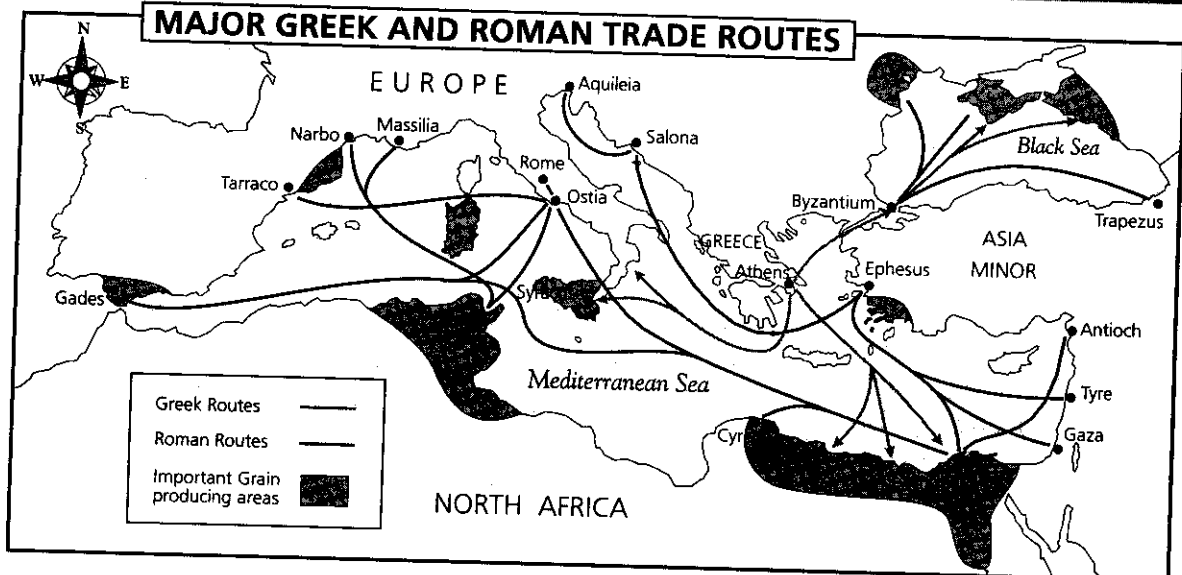 MAJOR GREEK AND ROMAN TRADE ROUTES
N
W
E
S
EUROPE
Aquileia
Narbo
Massilia
Salona
Black Sea
Rome
Tarraco
Ostia
Byzantium
Trapezus
GREECE
ASIA
MINOR
Athens
Ephesus
Gades
Syra
Antioch
Mediterranean Sea
Tyre
Greek Routes
Roman Routes
Important Grain
producing areas
Cyr
Gaza
NORTH AFRICA